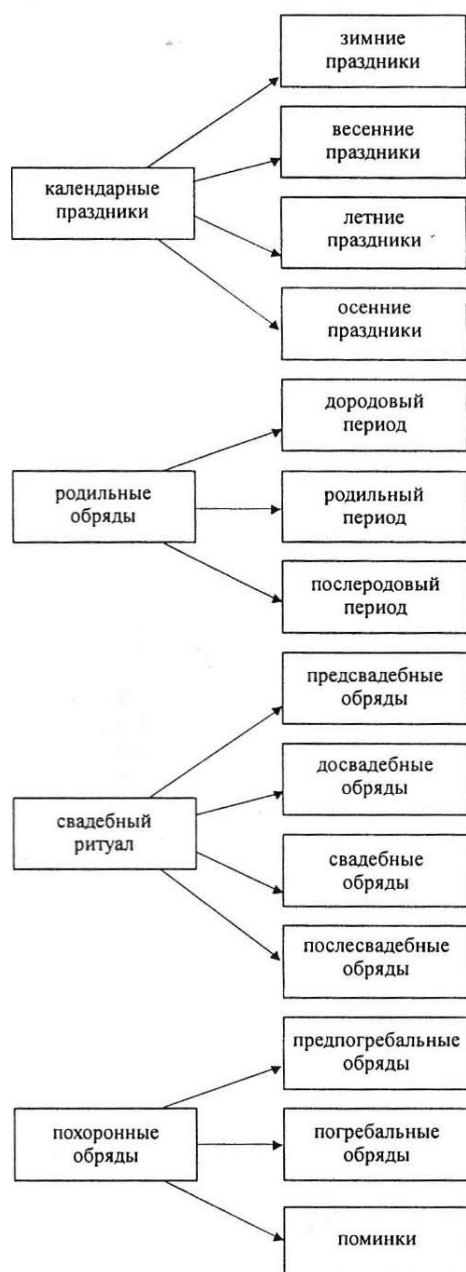 календарные
праздники
зимние
праздники
весенние
праздники
летние
праздники
осенние
праздники
родильные
обряды
дородовый
период
родильный
период
послеродовый
период
свадебный
ритуал
предсвадебные
обряды
досвадебные
обряды
свадебные
обряды
послесвадебные
обряды
похоронные
обряды
предпогребальные
обряды
погребальные
обряды
поминки